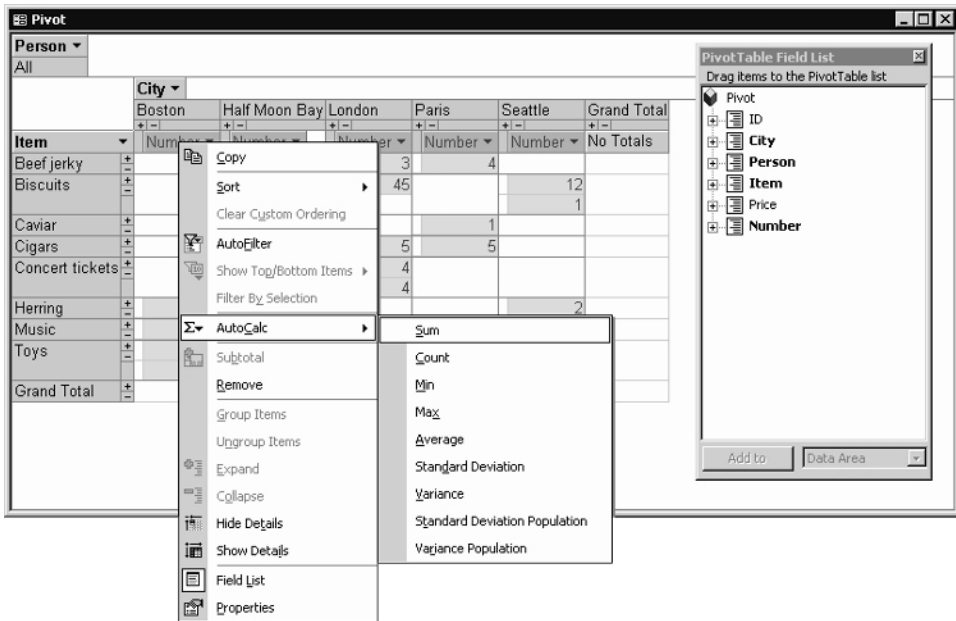 Pivot
Person
All
City
Boston Half Moon Bay London Paris Seattle Grand Total
Item Number Number Number Number Number No Totals
Beef jerky 3 4
Biscuits 45 12
1
Caviar 1
Cigars 5 5
Concert tickets 4
4
Herring 2
Music
Toys
Grand Total
Copy
Sort
Clear Custom Ordering
AutoFilter
Show Top/Bottom Items
Filter By Selection
AutoCalc
Subtotal
Remove
Group Items
Ungroup Items
Expand
Collapse
Hide Details
Show Details
Field List
Properties
Sum
Count
Min
Max
Average
Standard Deviation
Variance
Standard Deviation Population
Variance Population
PivotTable Field List
Drag items to the PivotTable list
Pivot
ID
City
Person
Item
Price
Number
Add to Data Area